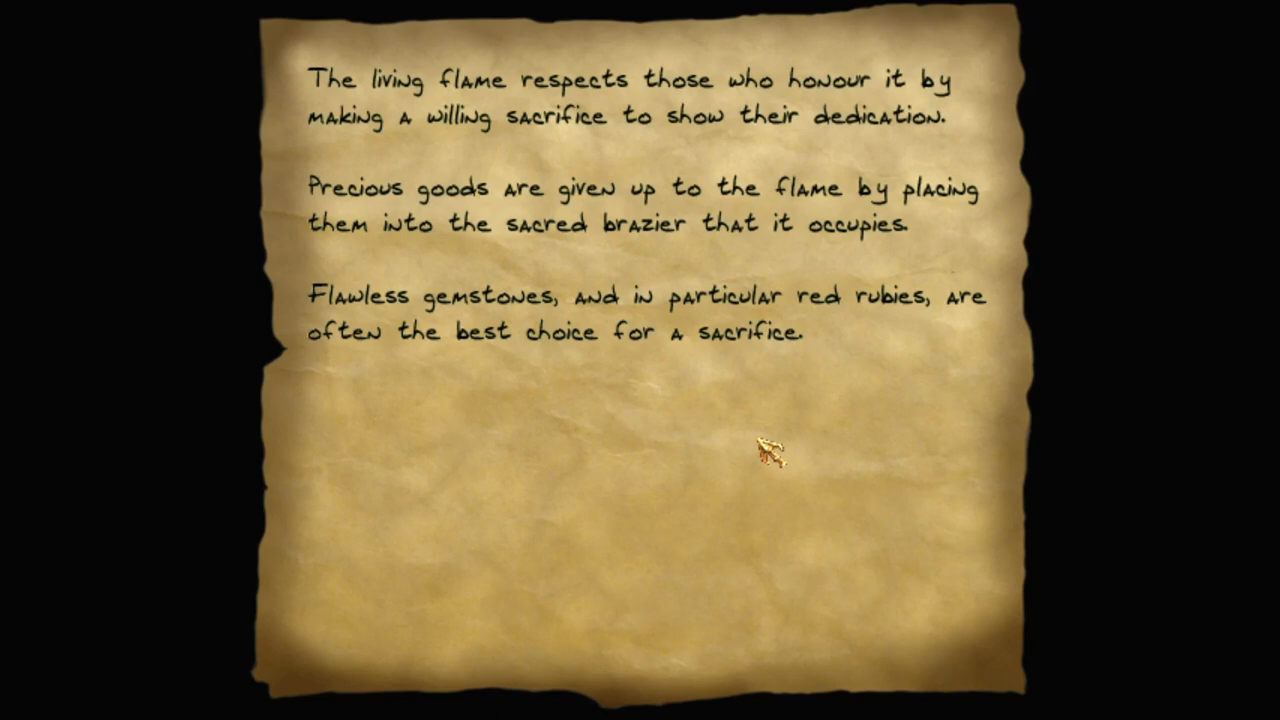 The living flame respects those who honour it by
making a willing sacrifice to show their dedication.
Precious goods are given up to the flame by placing
them into the sacred brazier that it occupies.
Flawless gemstones, and in particular red rubies, are
often the best choice for a sacrifice.